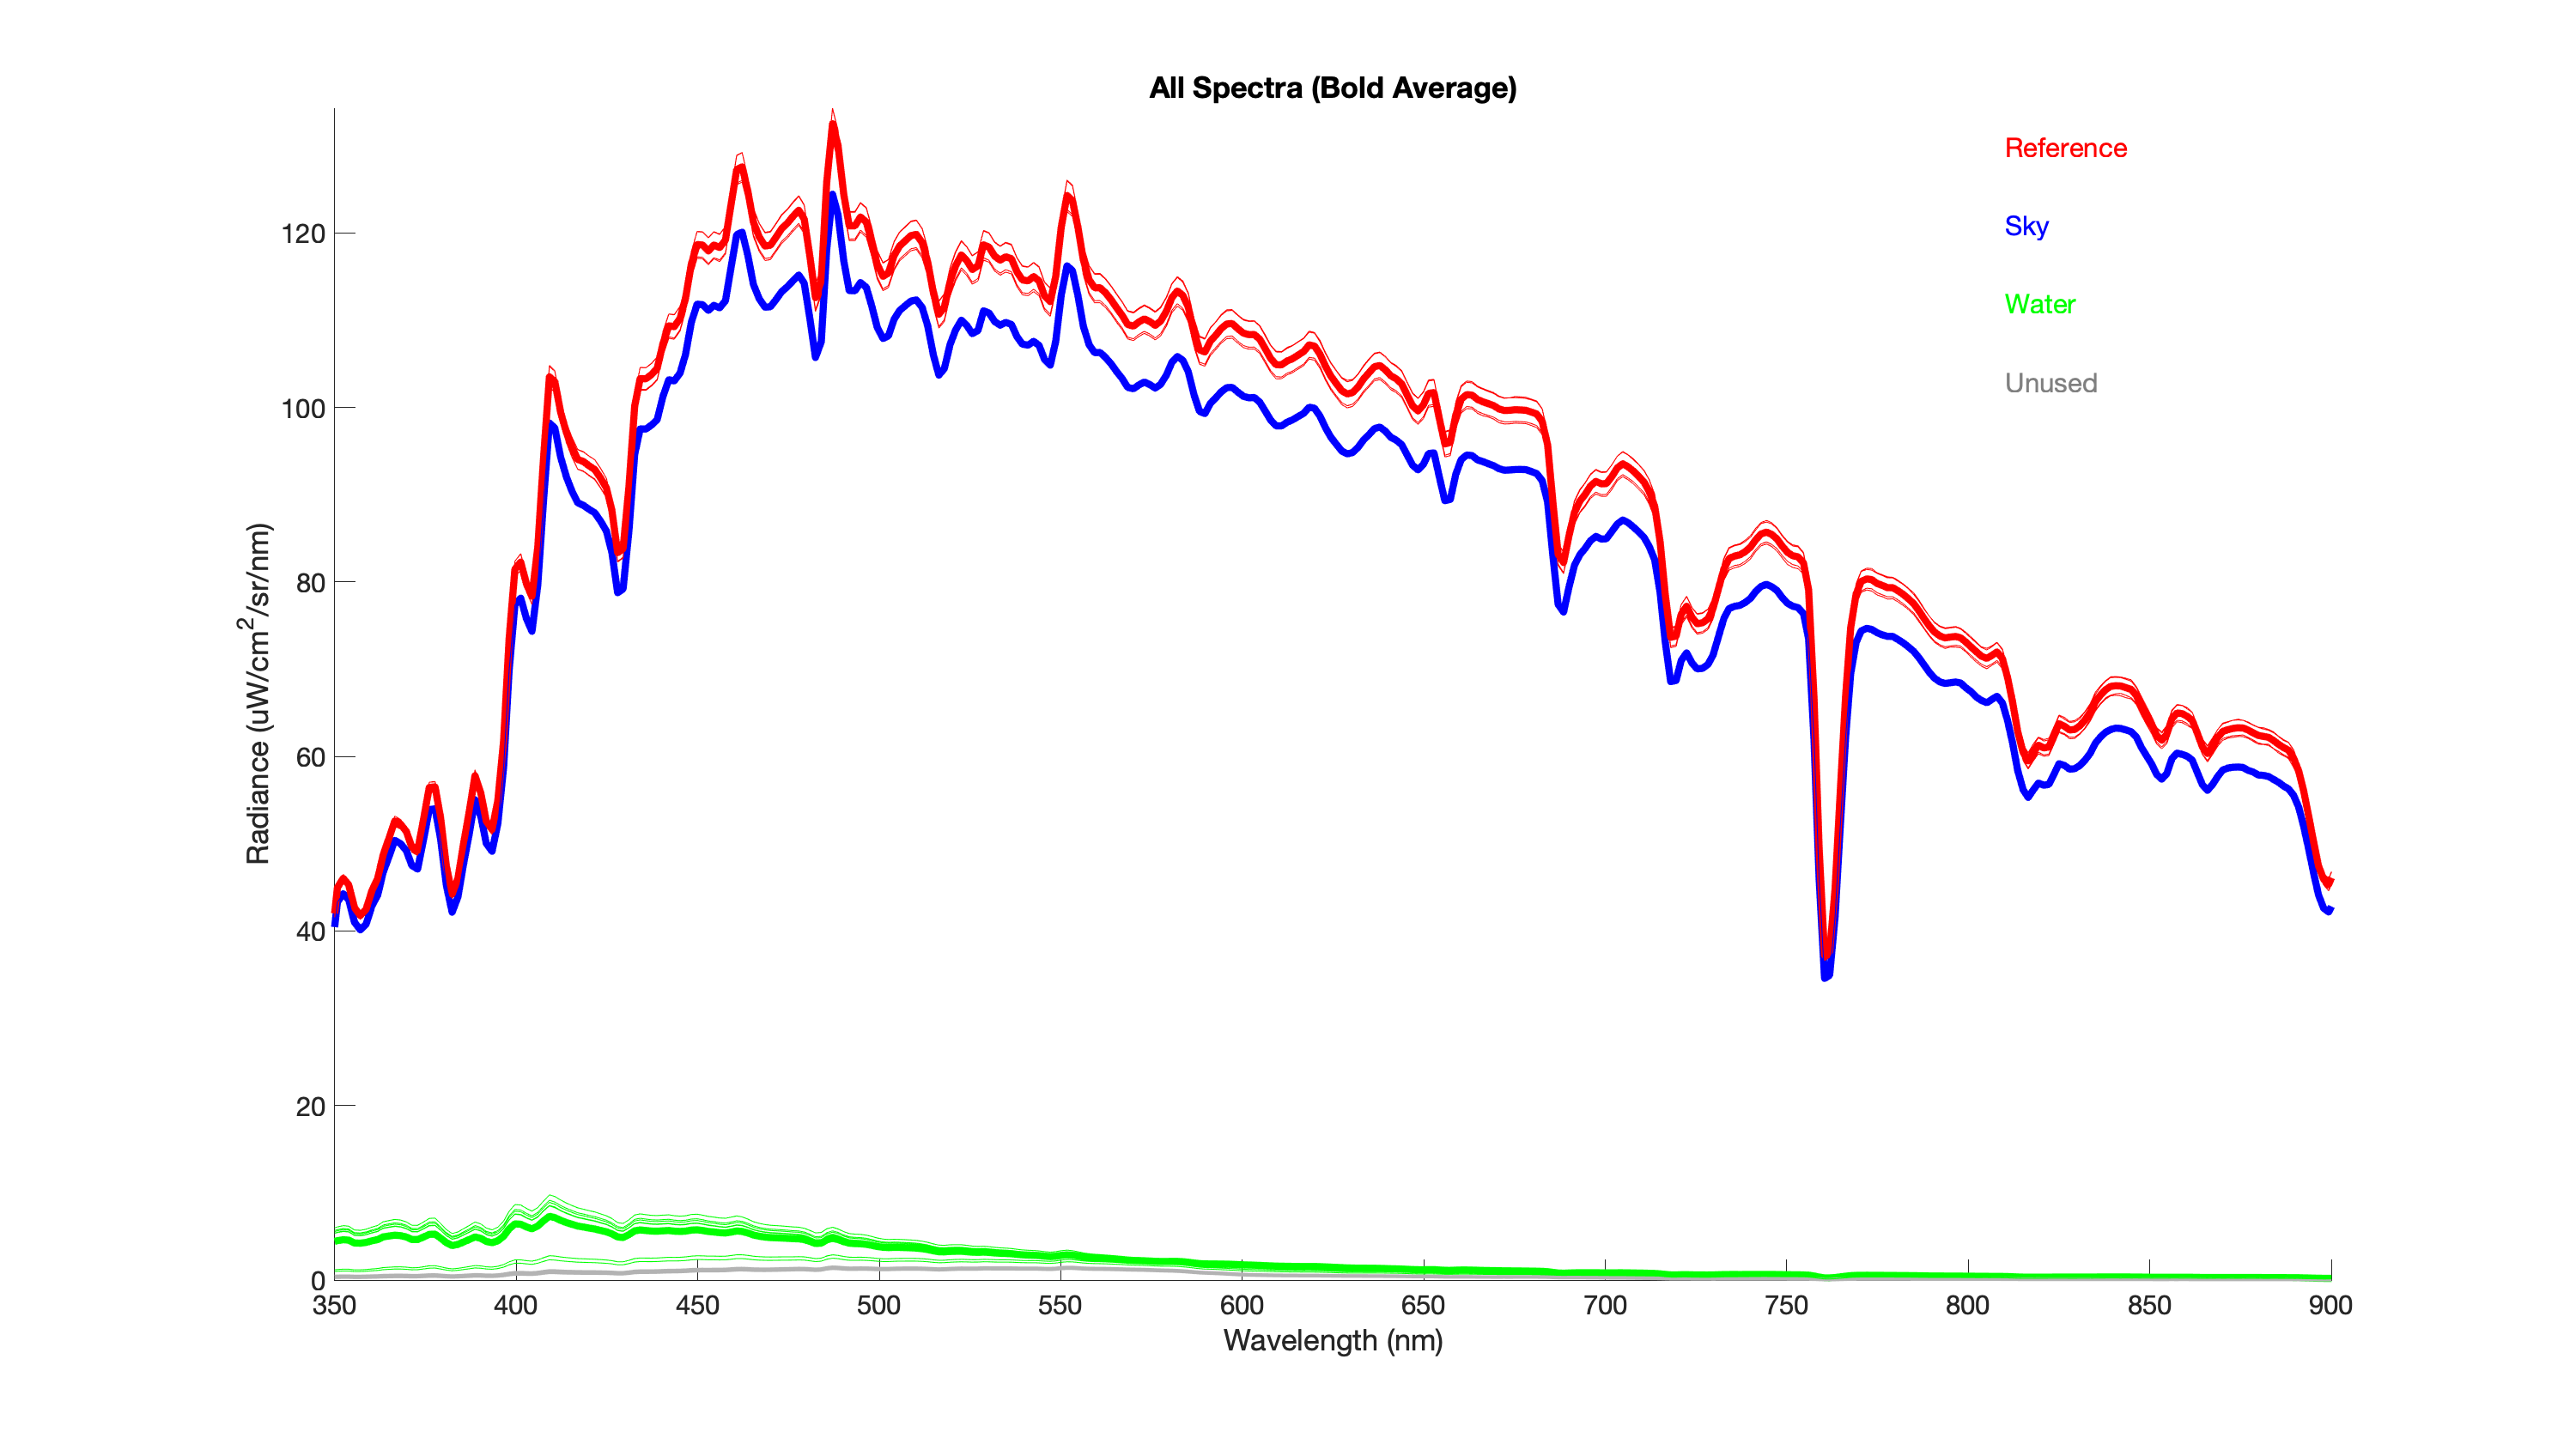 All Spectra (Bold Average)
Reference
Sky
Water
Unused
Radiance (uW/cm²/sr/nm)
120
100
80
60
40
20
0
350 400 450 500 550 600 650 700 750 800 850 900
Wavelength (nm)